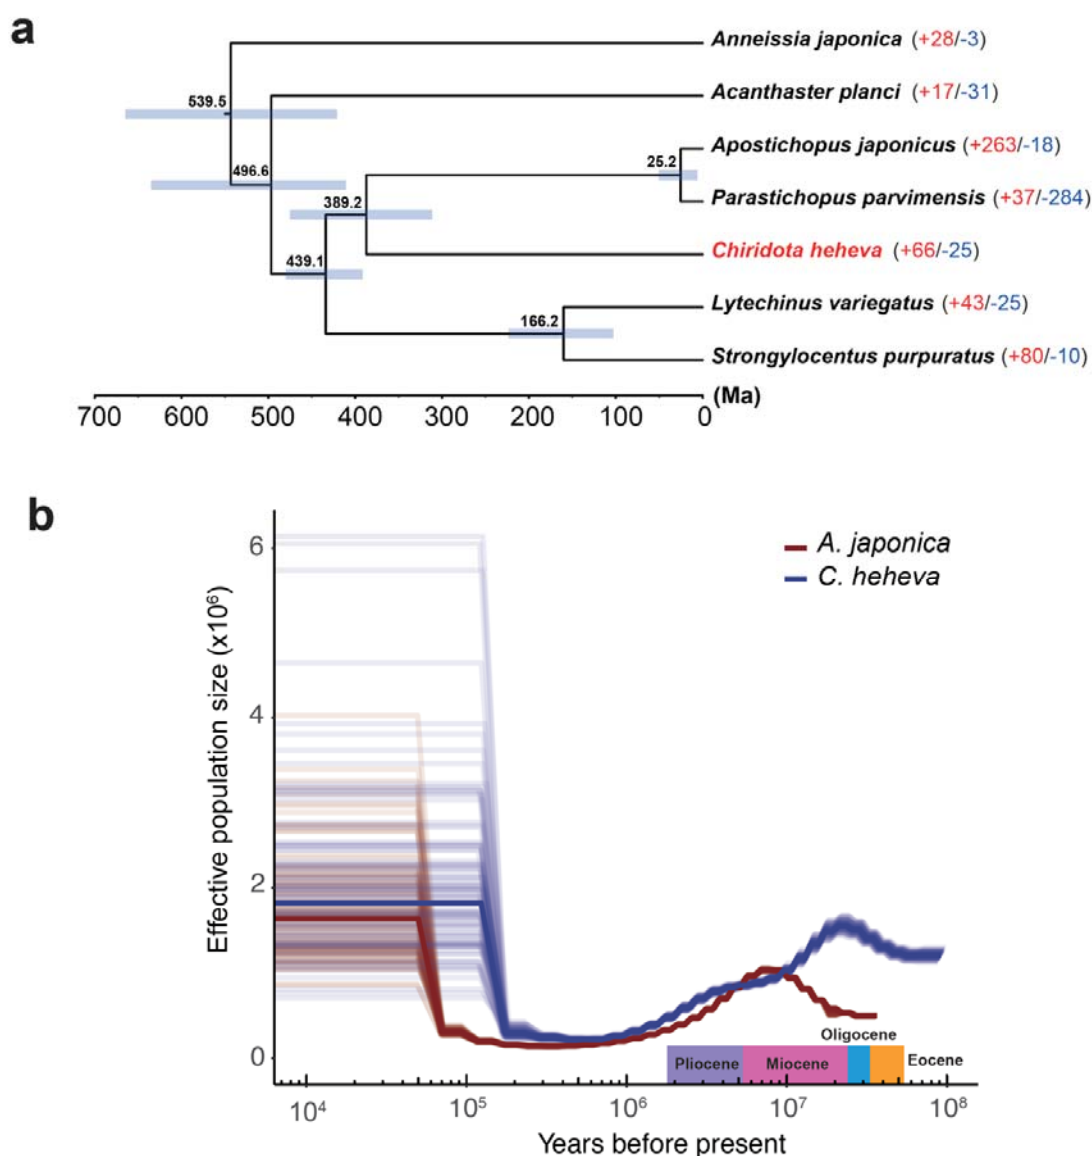 a
Anneissia japonica (+28/-3)
539.5
Acanthaster planci (+17/-31)
496.6
Apostichopus japonicus (+263/-18)
25.2
Parastichopus parvimensis (+37/-284)
389.2
Chiridota heheva (+66/-25)
439.1
Lytechinus variegatus (+43/-25)
166.2
Strongylocentus purpuratus (+80/-10)
700 600 500 400 300 200 100 0 (Ma)
b
A. japonica
C. heheva
Effective population size (x10⁶)
6
4
2
0
Oligocene
Pliocene Miocene Eocene
10⁴ 10⁵ 10⁶ 10⁷ 10⁸
Years before present